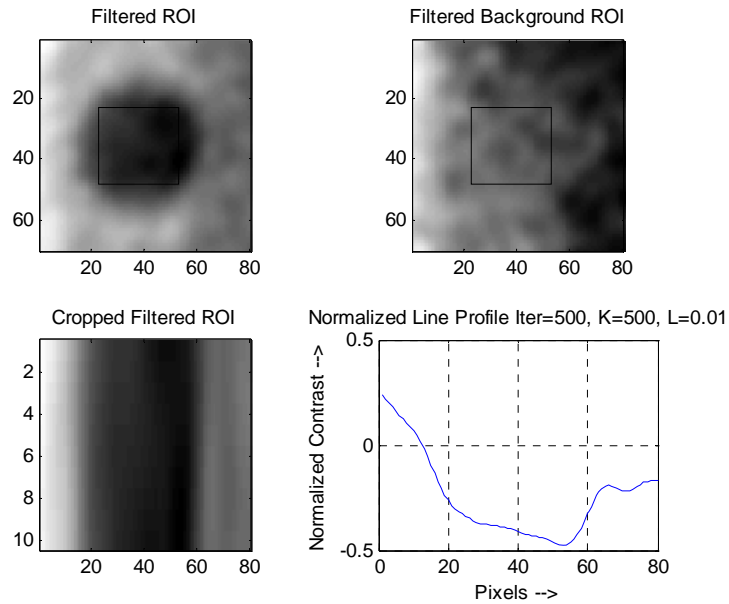 Filtered ROI
20
40
60
20 40 60 80
Filtered Background ROI
20
40
60
20 40 60 80
Cropped Filtered ROI
2
4
6
8
10
20 40 60 80
Normalized Line Profile Iter=500, K=500, L=0.01
Normalized Contrast -->
0.5
0
-0.5
0 20 40 60 80
Pixels -->